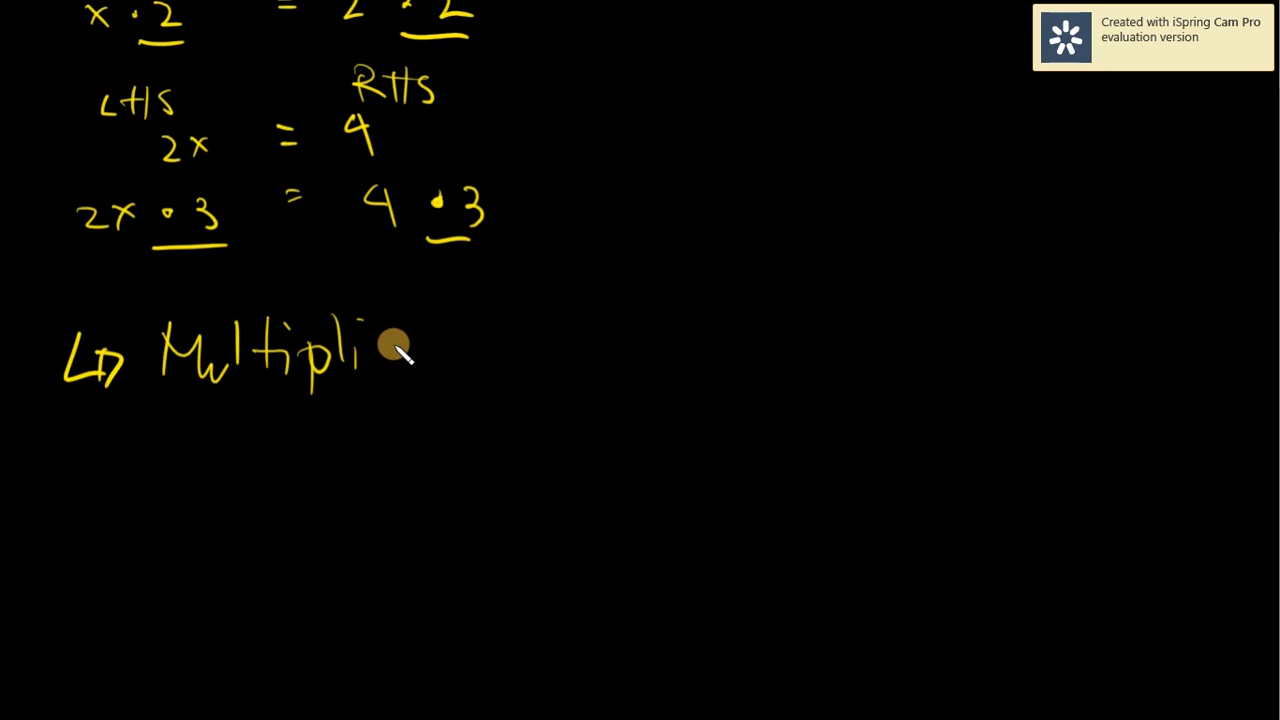 x · 2 = 2 · 2
LHS RHS
2x = 4
2x · 3 = 4 · 3
↳ Multipli
Created with iSpring Cam Pro
evaluation version